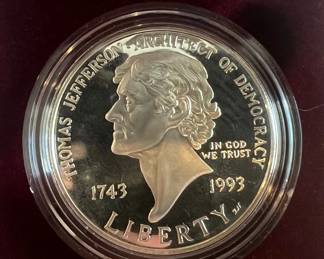 THOMAS JEFFERSON · ARCHITECT OF DEMOCRACY
IN GOD
WE TRUST
1743 1993
LIBERTY